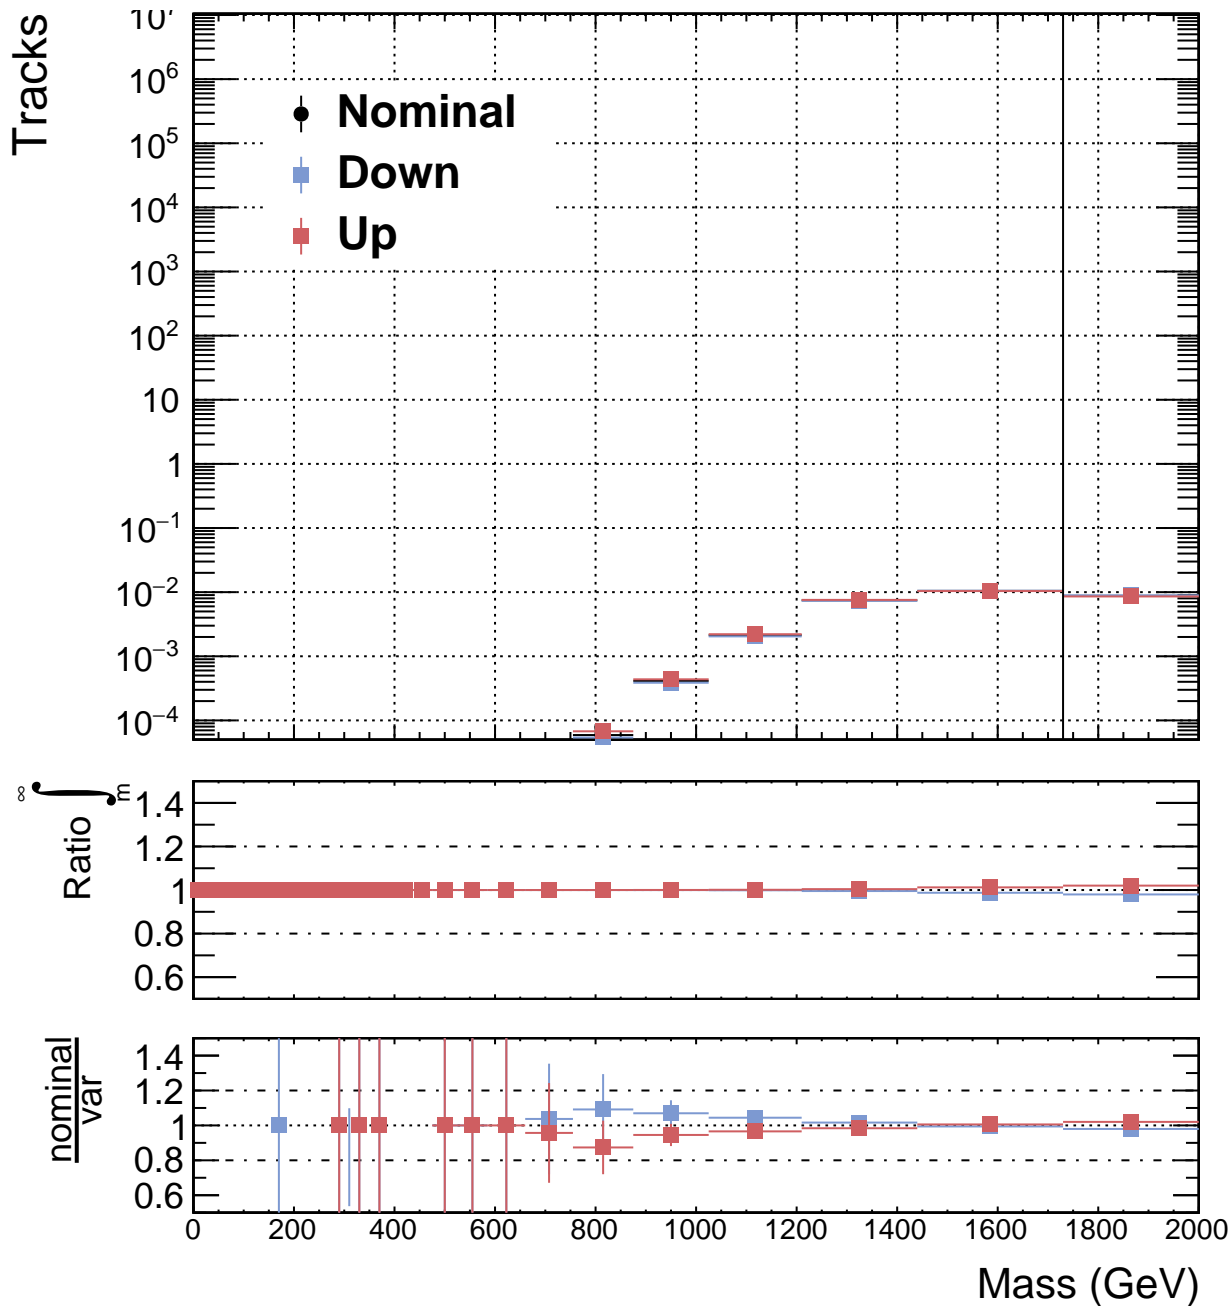 Tracks
10⁷
10⁶
10⁵
10⁴
10³
10²
10
1
10⁻¹
10⁻²
10⁻³
10⁻⁴
Nominal
Down
Up
Ratio ∫ m ∞
1.4
1.2
1
0.8
0.6
nominal
var
1.4
1.2
1
0.8
0.6
0 200 400 600 800 1000 1200 1400 1600 1800 2000
Mass (GeV)